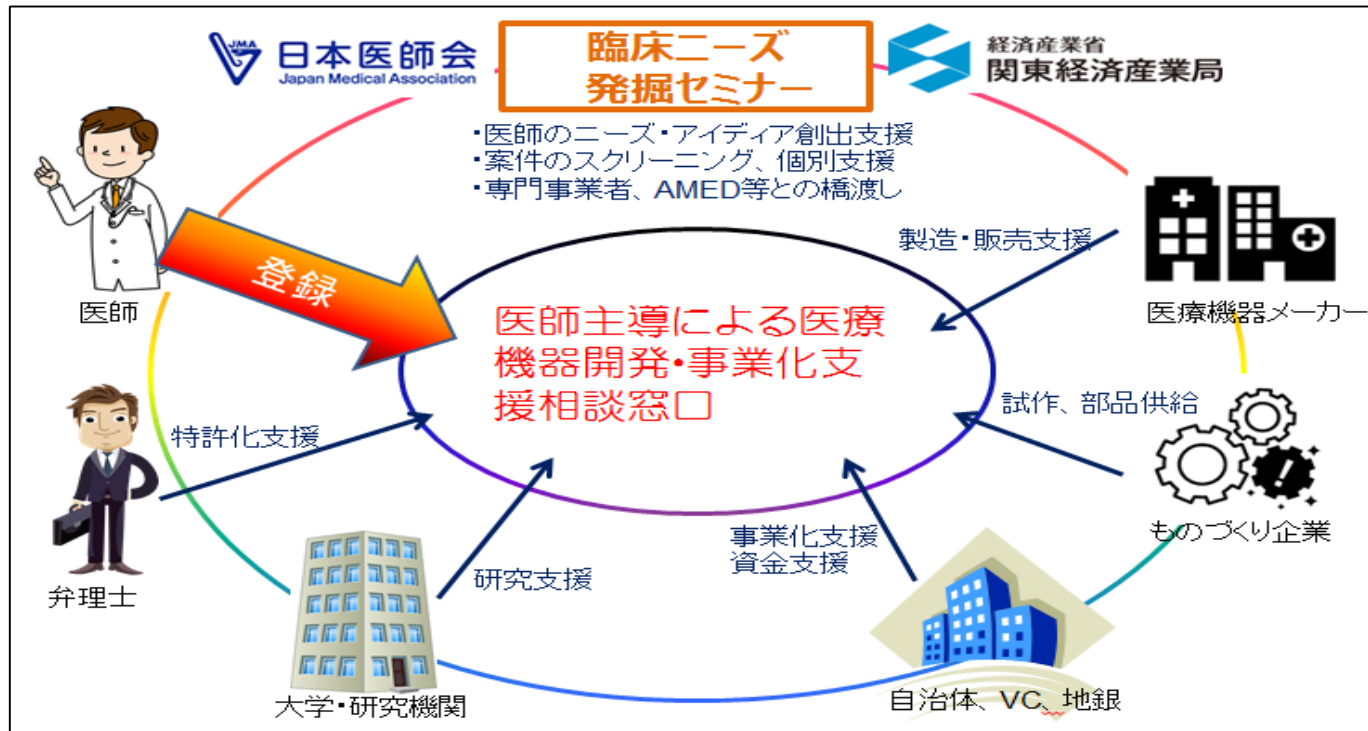 JMA
日本医師会
Japan Medical Association
臨床ニーズ
発掘セミナー
経済産業省
関東経済産業局
・医師のニーズ・アイディア創出支援
・案件のスクリーニング、個別支援
・専門事業者、AMED等との橋渡し
医師
登録
製造・販売支援
医療機器メーカー
医師主導による医療
機器開発・事業化支
援相談窓口
特許化支援
弁理士
試作、部品供給
ものづくり企業
研究支援
大学・研究機関
事業化支援
資金支援
自治体、VC、地銀